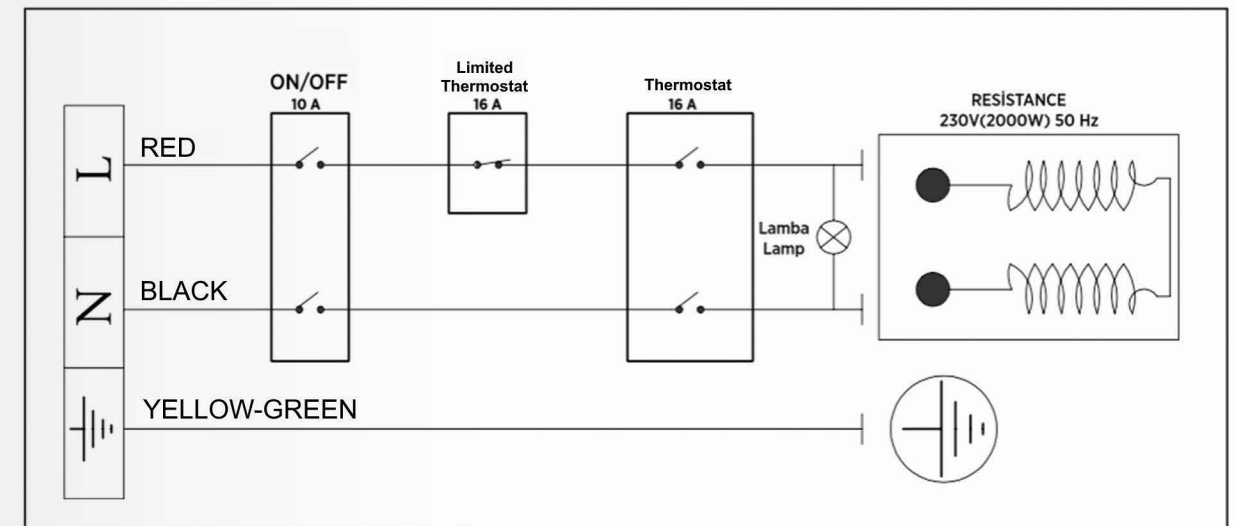 ON/OFF
10 A
Limited
Thermostat
16 A
Thermostat
16 A
RESİSTANCE
230V(2000W) 50 Hz
L
RED
Lamba
Lamp
N
BLACK
YELLOW-GREEN